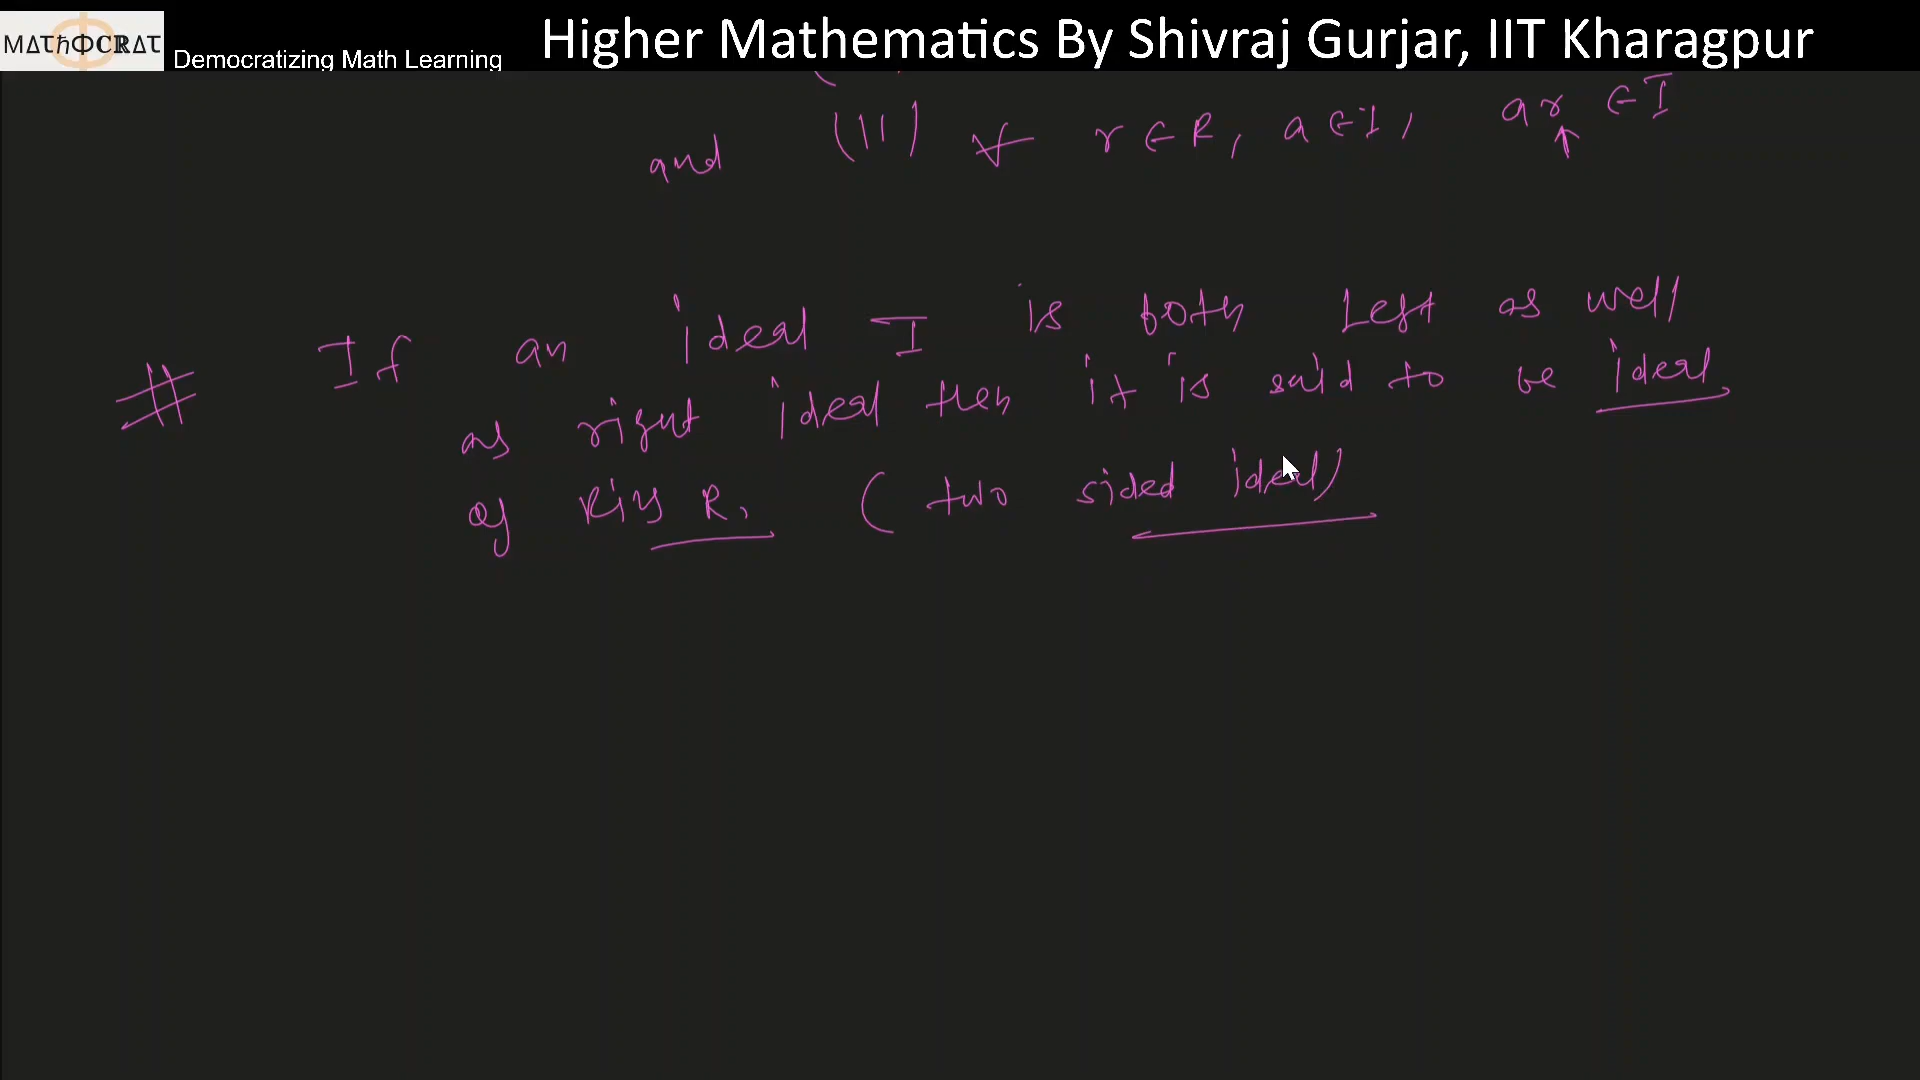 MΔTħΦCRΔT
Democratizing Math Learning
Higher Mathematics By Shivraj Gurjar, IIT Kharagpur
and (II) ∀ r ∈ R, a ∈ I, ar ∈ I
# If an ideal I is both Left as well
as right ideal then it is said to be ideal
of Ring R. (two sided ideal)